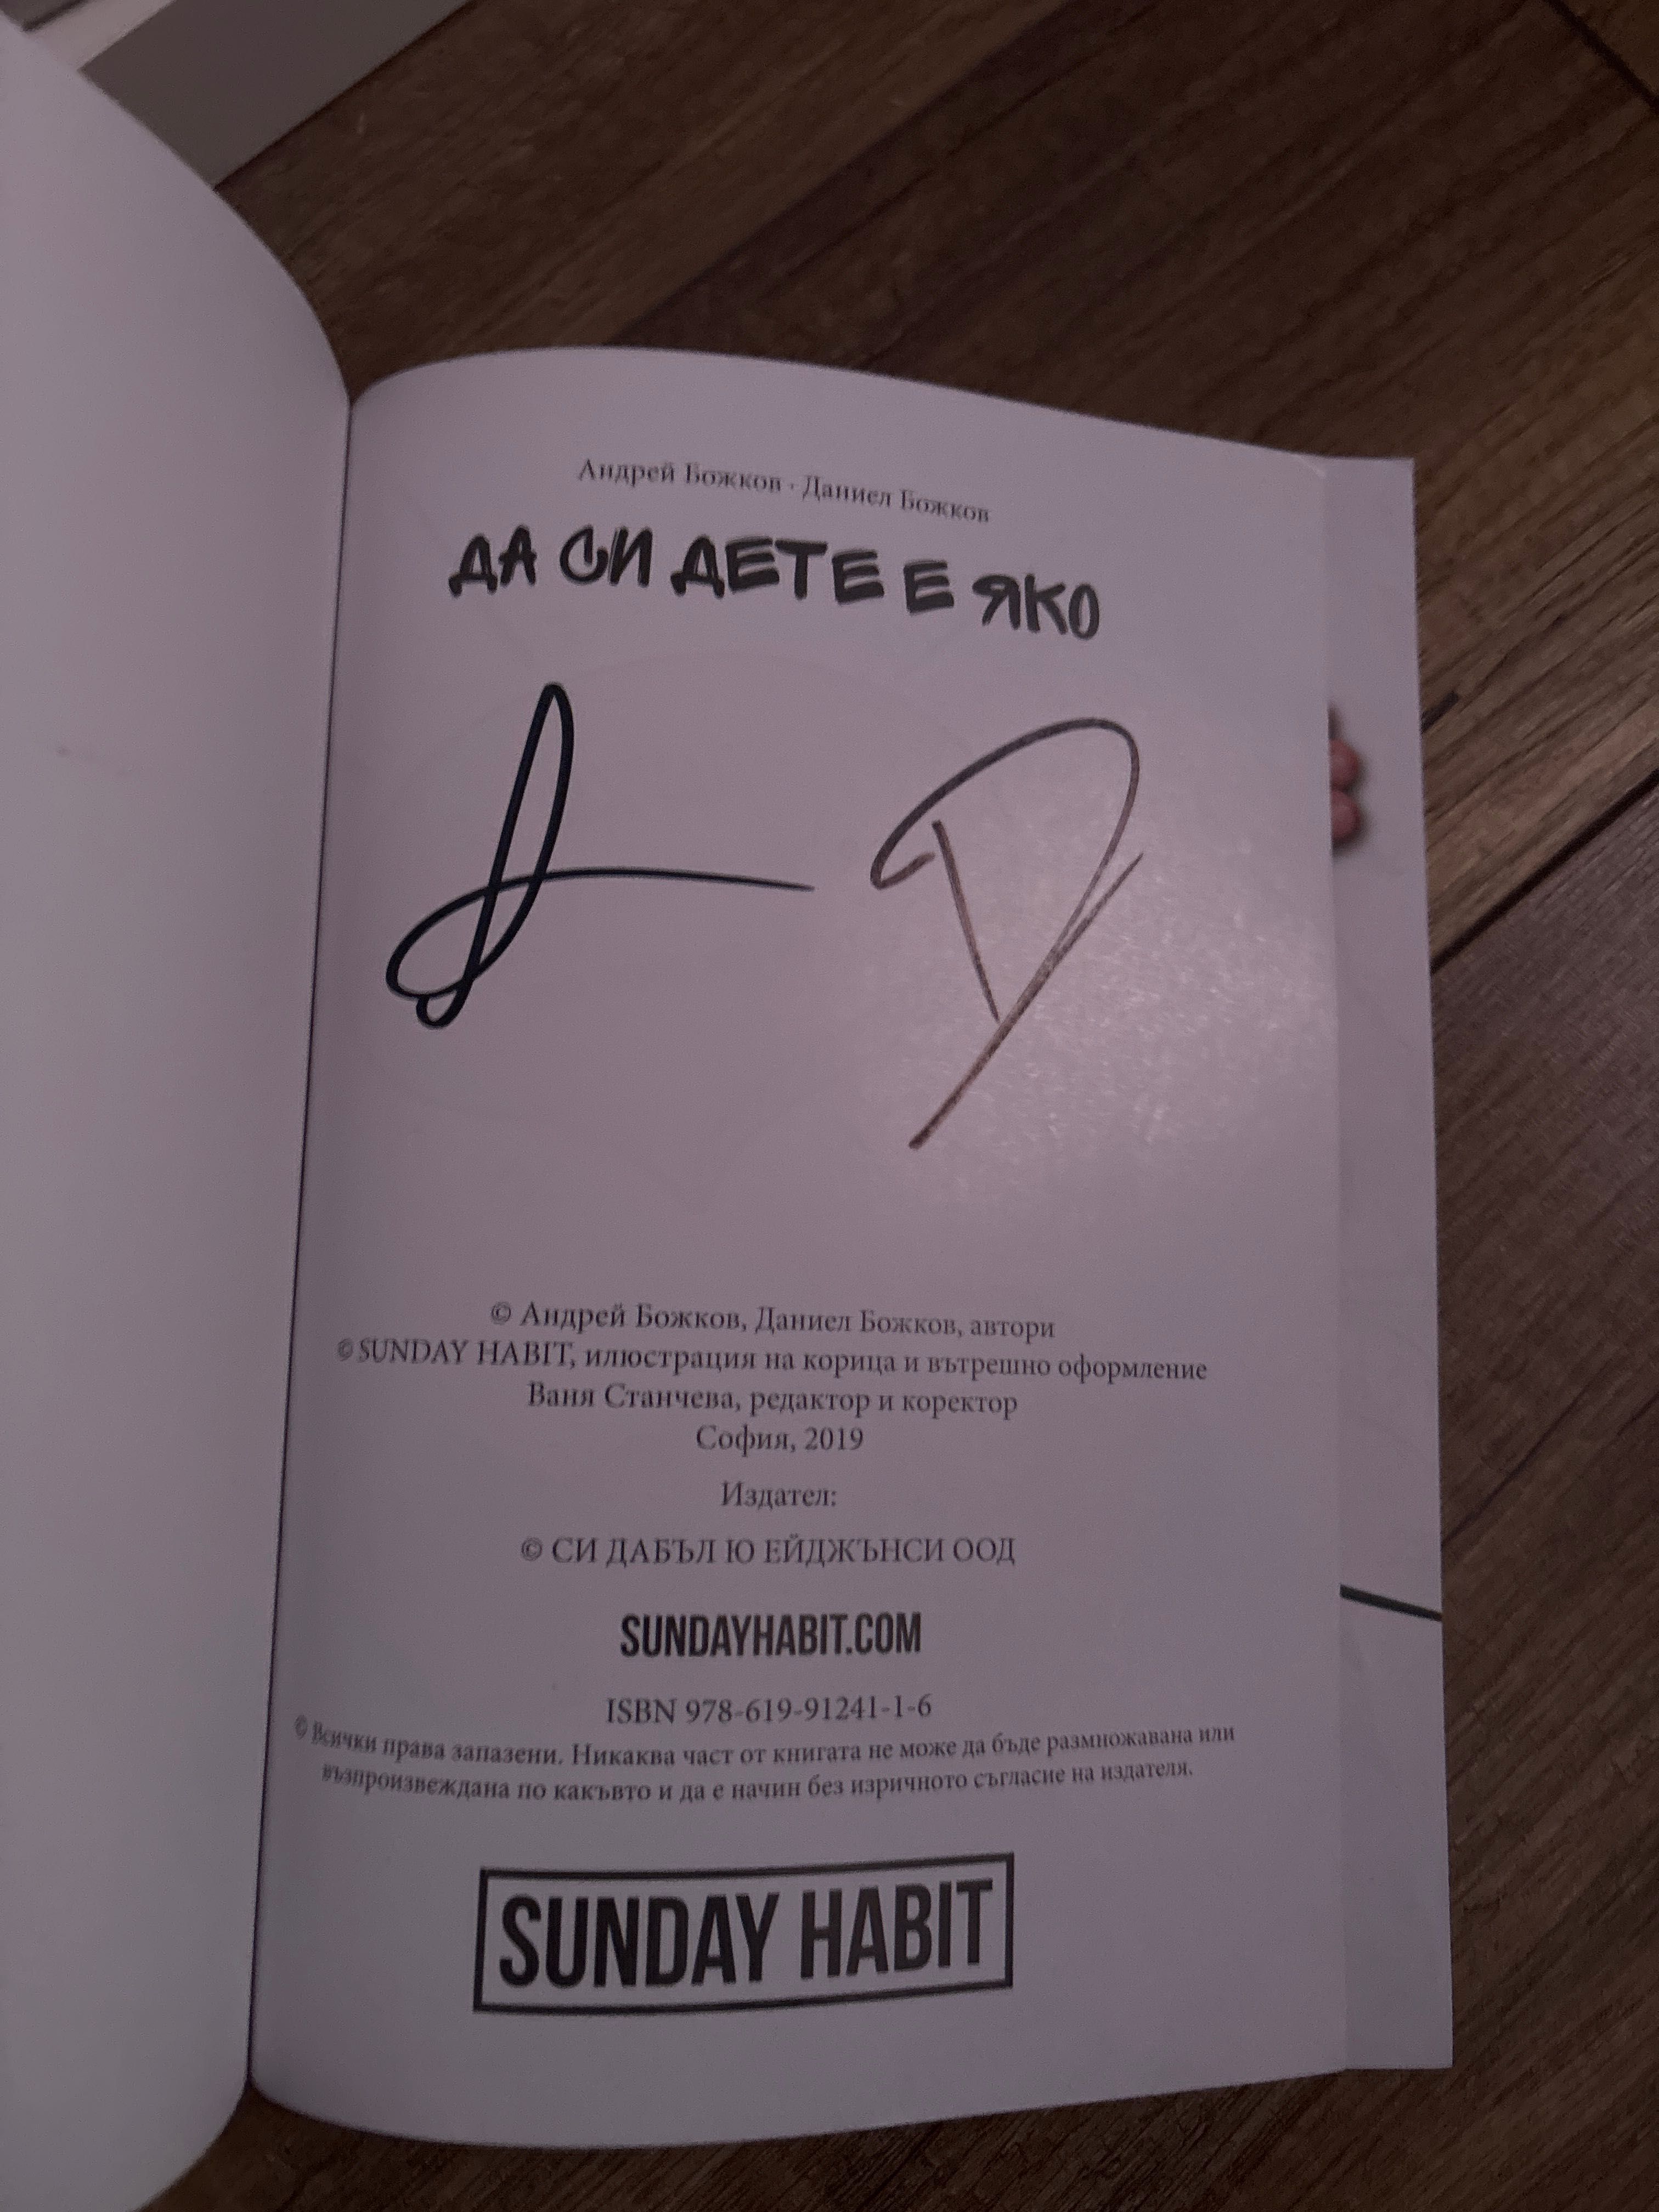 Андрей Божков · Даниел Божков
ДА СИ ДЕТЕ Е ЯКО
© Андрей Божков, Даниел Божков, автори
© SUNDAY HABIT, илюстрация на корица и вътрешно оформление
Ваня Станчева, редактор и коректор
София, 2019
Издател:
© СИ ДАБЪЛ Ю ЕЙДЖЪНСИ ООД
SUNDAYHABIT.COM
ISBN 978-619-91241-1-6
© Всички права запазени. Никаква част от книгата не може да бъде размножавана или
възпроизвеждана по какъвто и да е начин без изричното съгласие на издателя.
SUNDAY HABIT